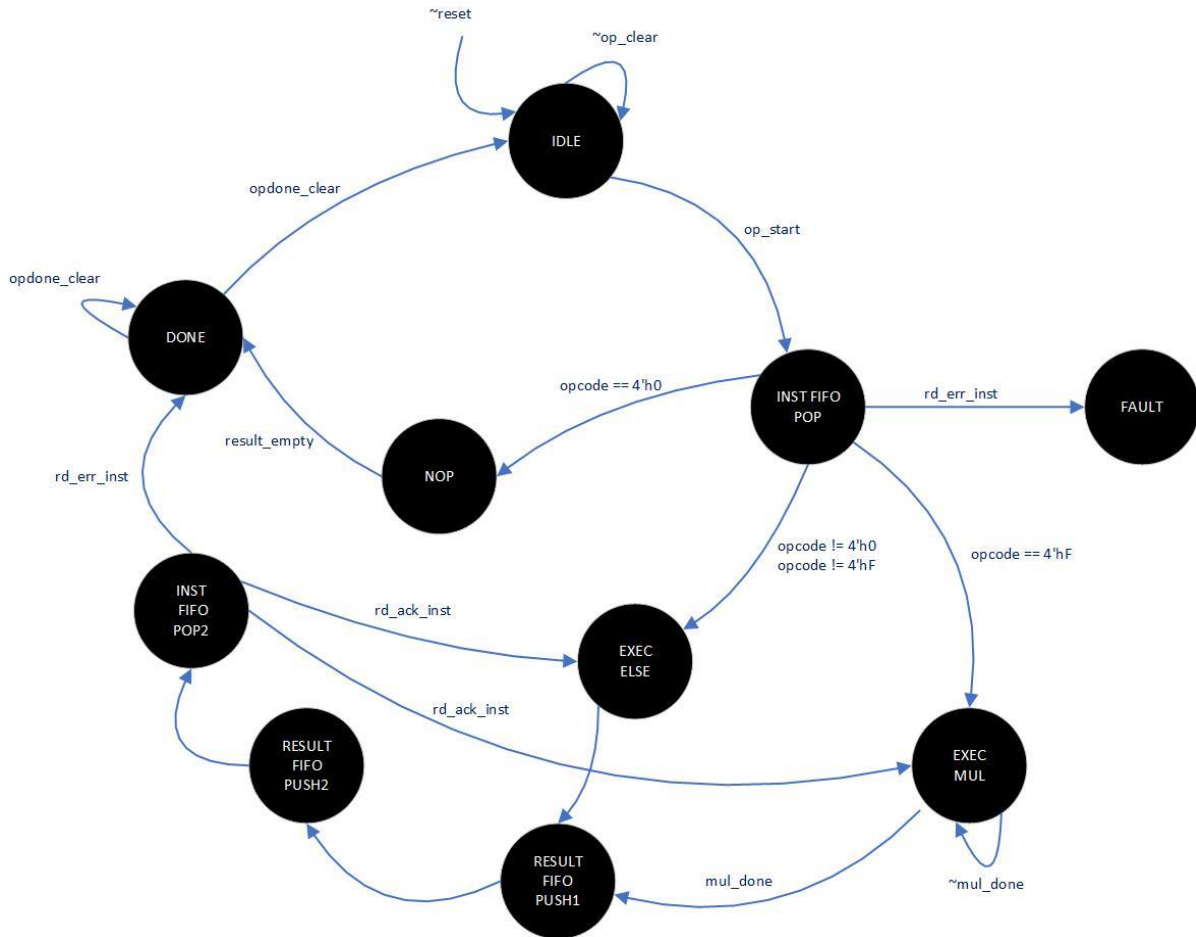 ~reset
~op_clear
IDLE
opdone_clear
op_start
opdone_clear
DONE
opcode == 4'h0
INST FIFO
POP
rd_err_inst
FAULT
result_empty
NOP
rd_err_inst
opcode != 4'h0
opcode != 4'hF
opcode == 4'hF
INST
FIFO
POP2
rd_ack_inst
EXEC
ELSE
rd_ack_inst
RESULT
FIFO
PUSH2
EXEC
MUL
RESULT
FIFO
PUSH1
mul_done
~mul_done